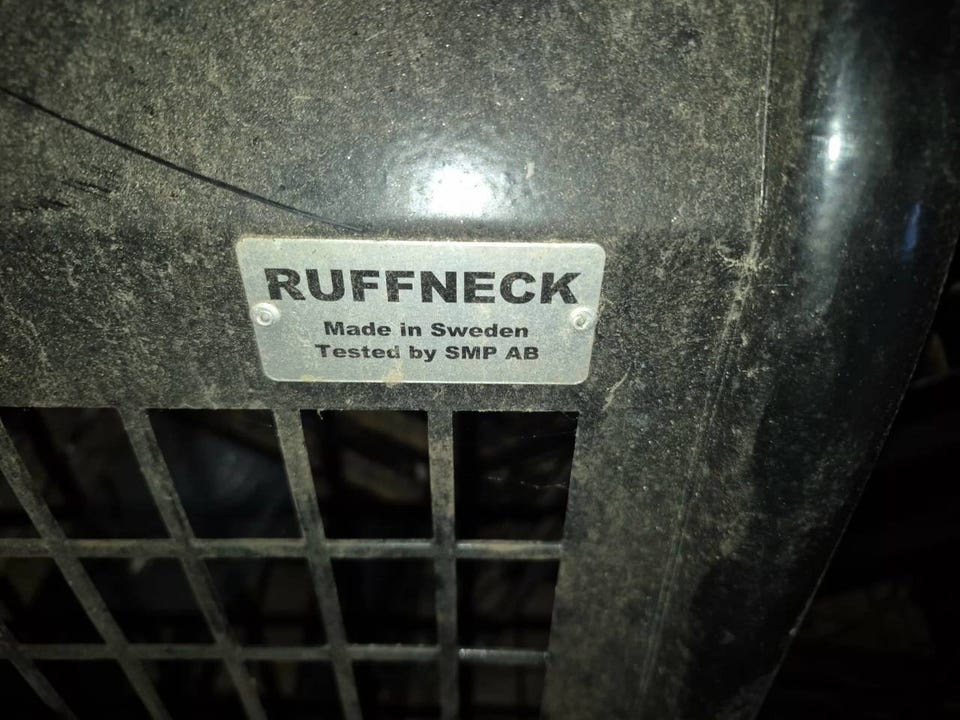 RUFFNECK
Made in Sweden
Tested by SMP AB